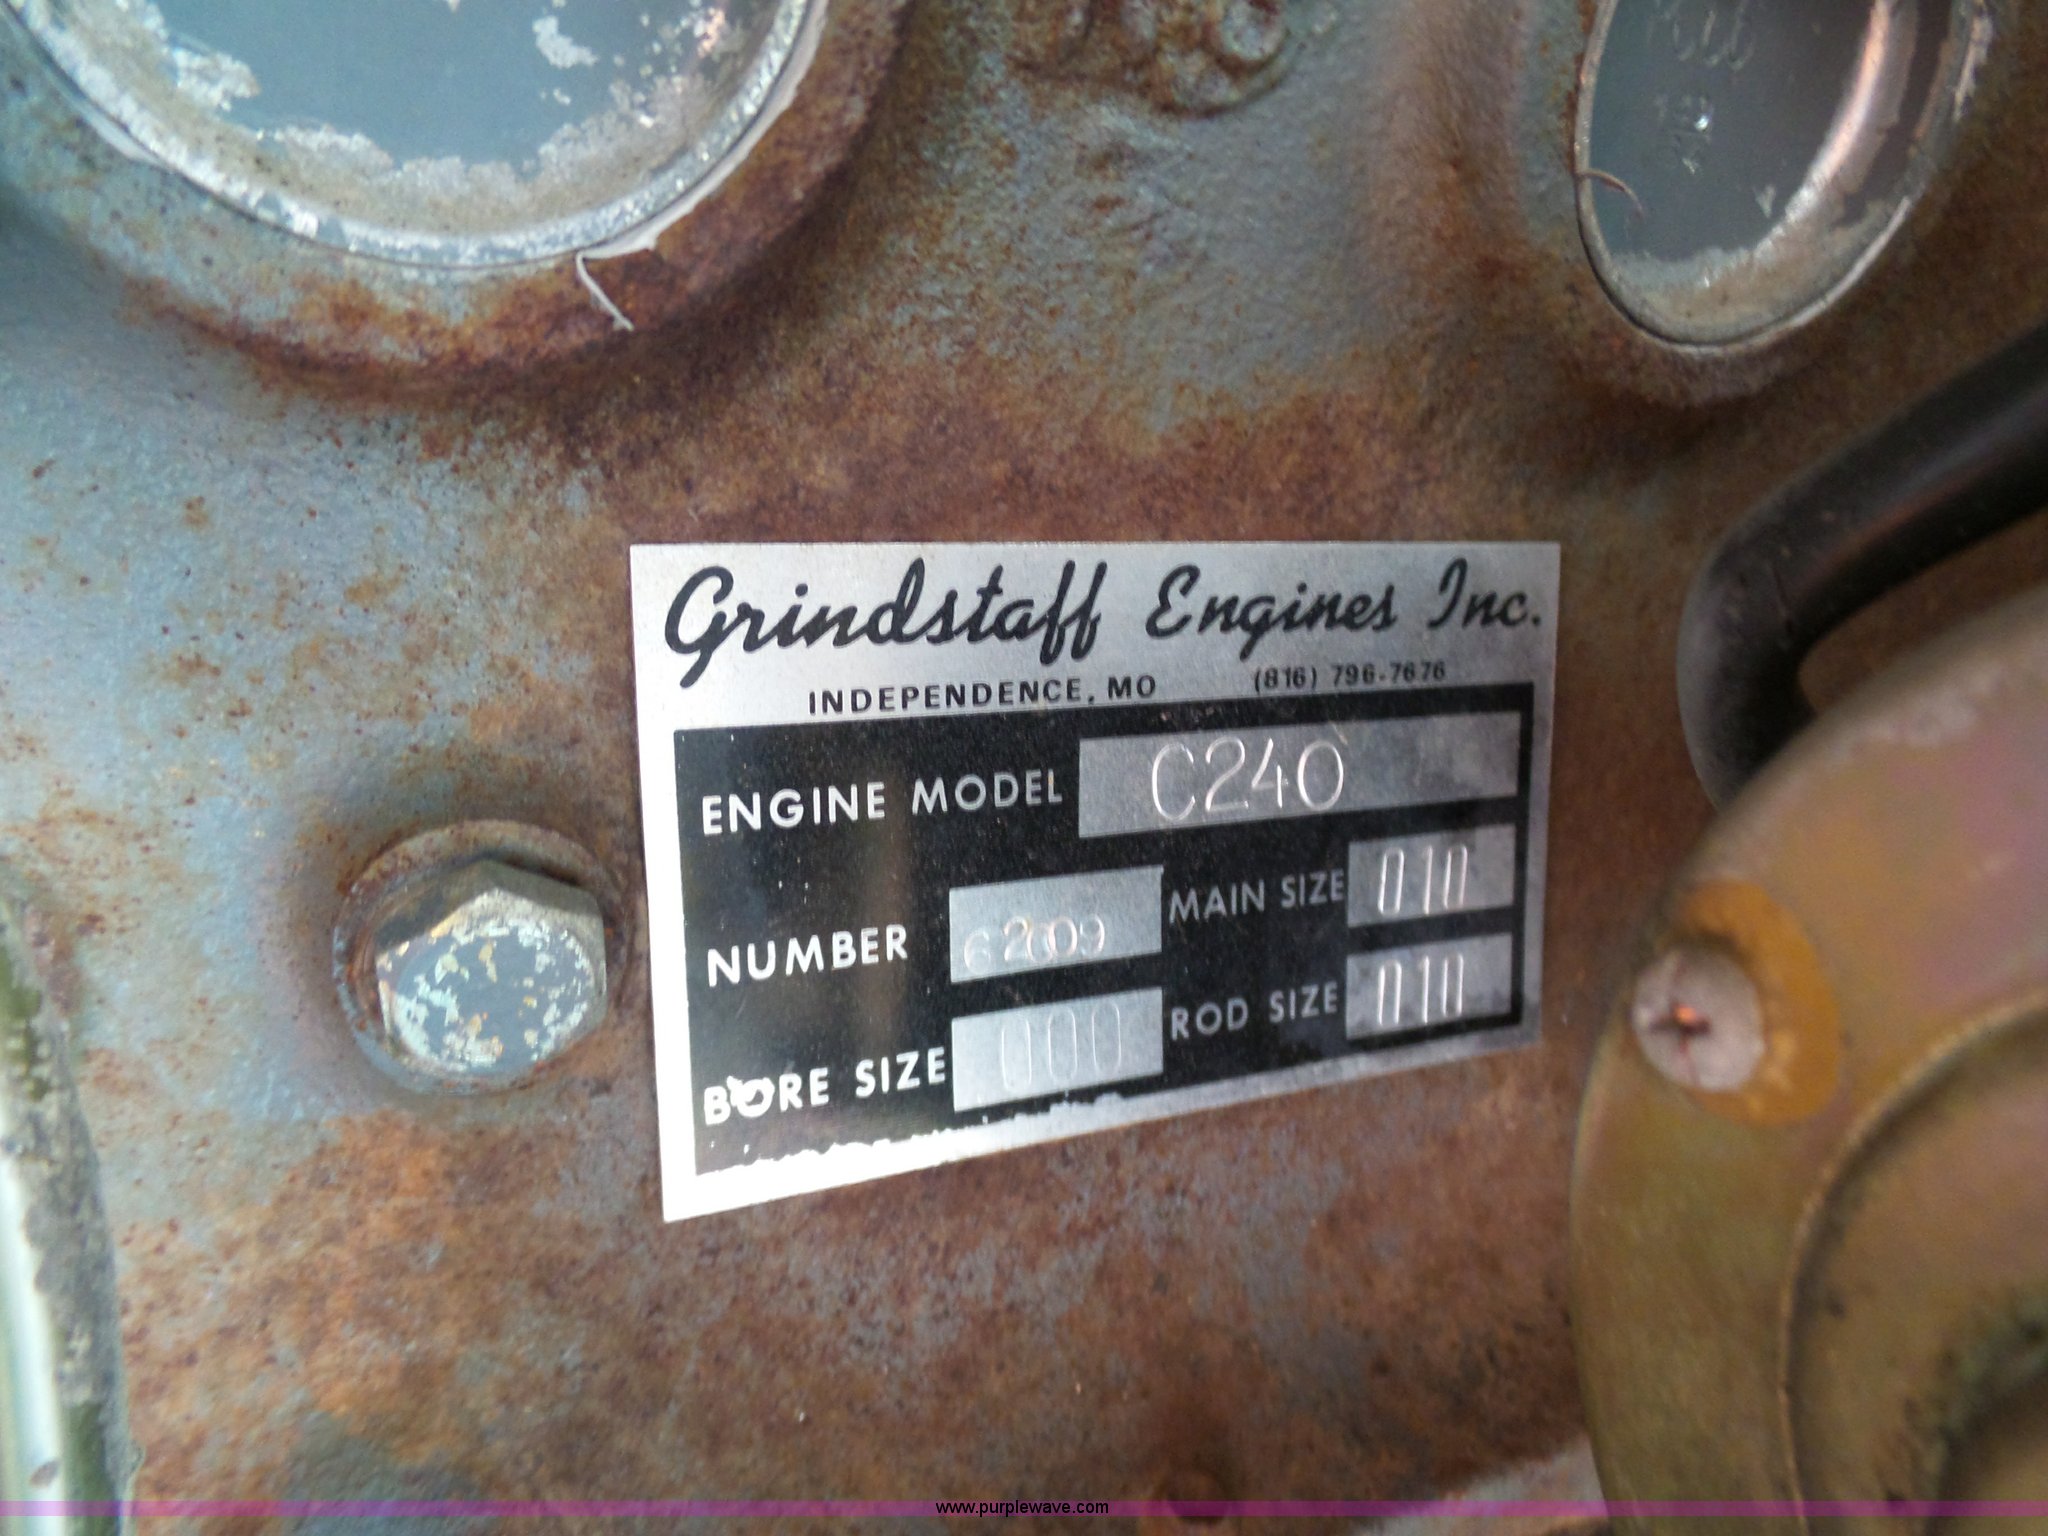 Grindstaff Engines Inc.
INDEPENDENCE, MO (816) 796-7676
ENGINE MODEL C240
NUMBER MAIN SIZE 010
BORE SIZE 000 ROD SIZE 010
www.purplewave.com